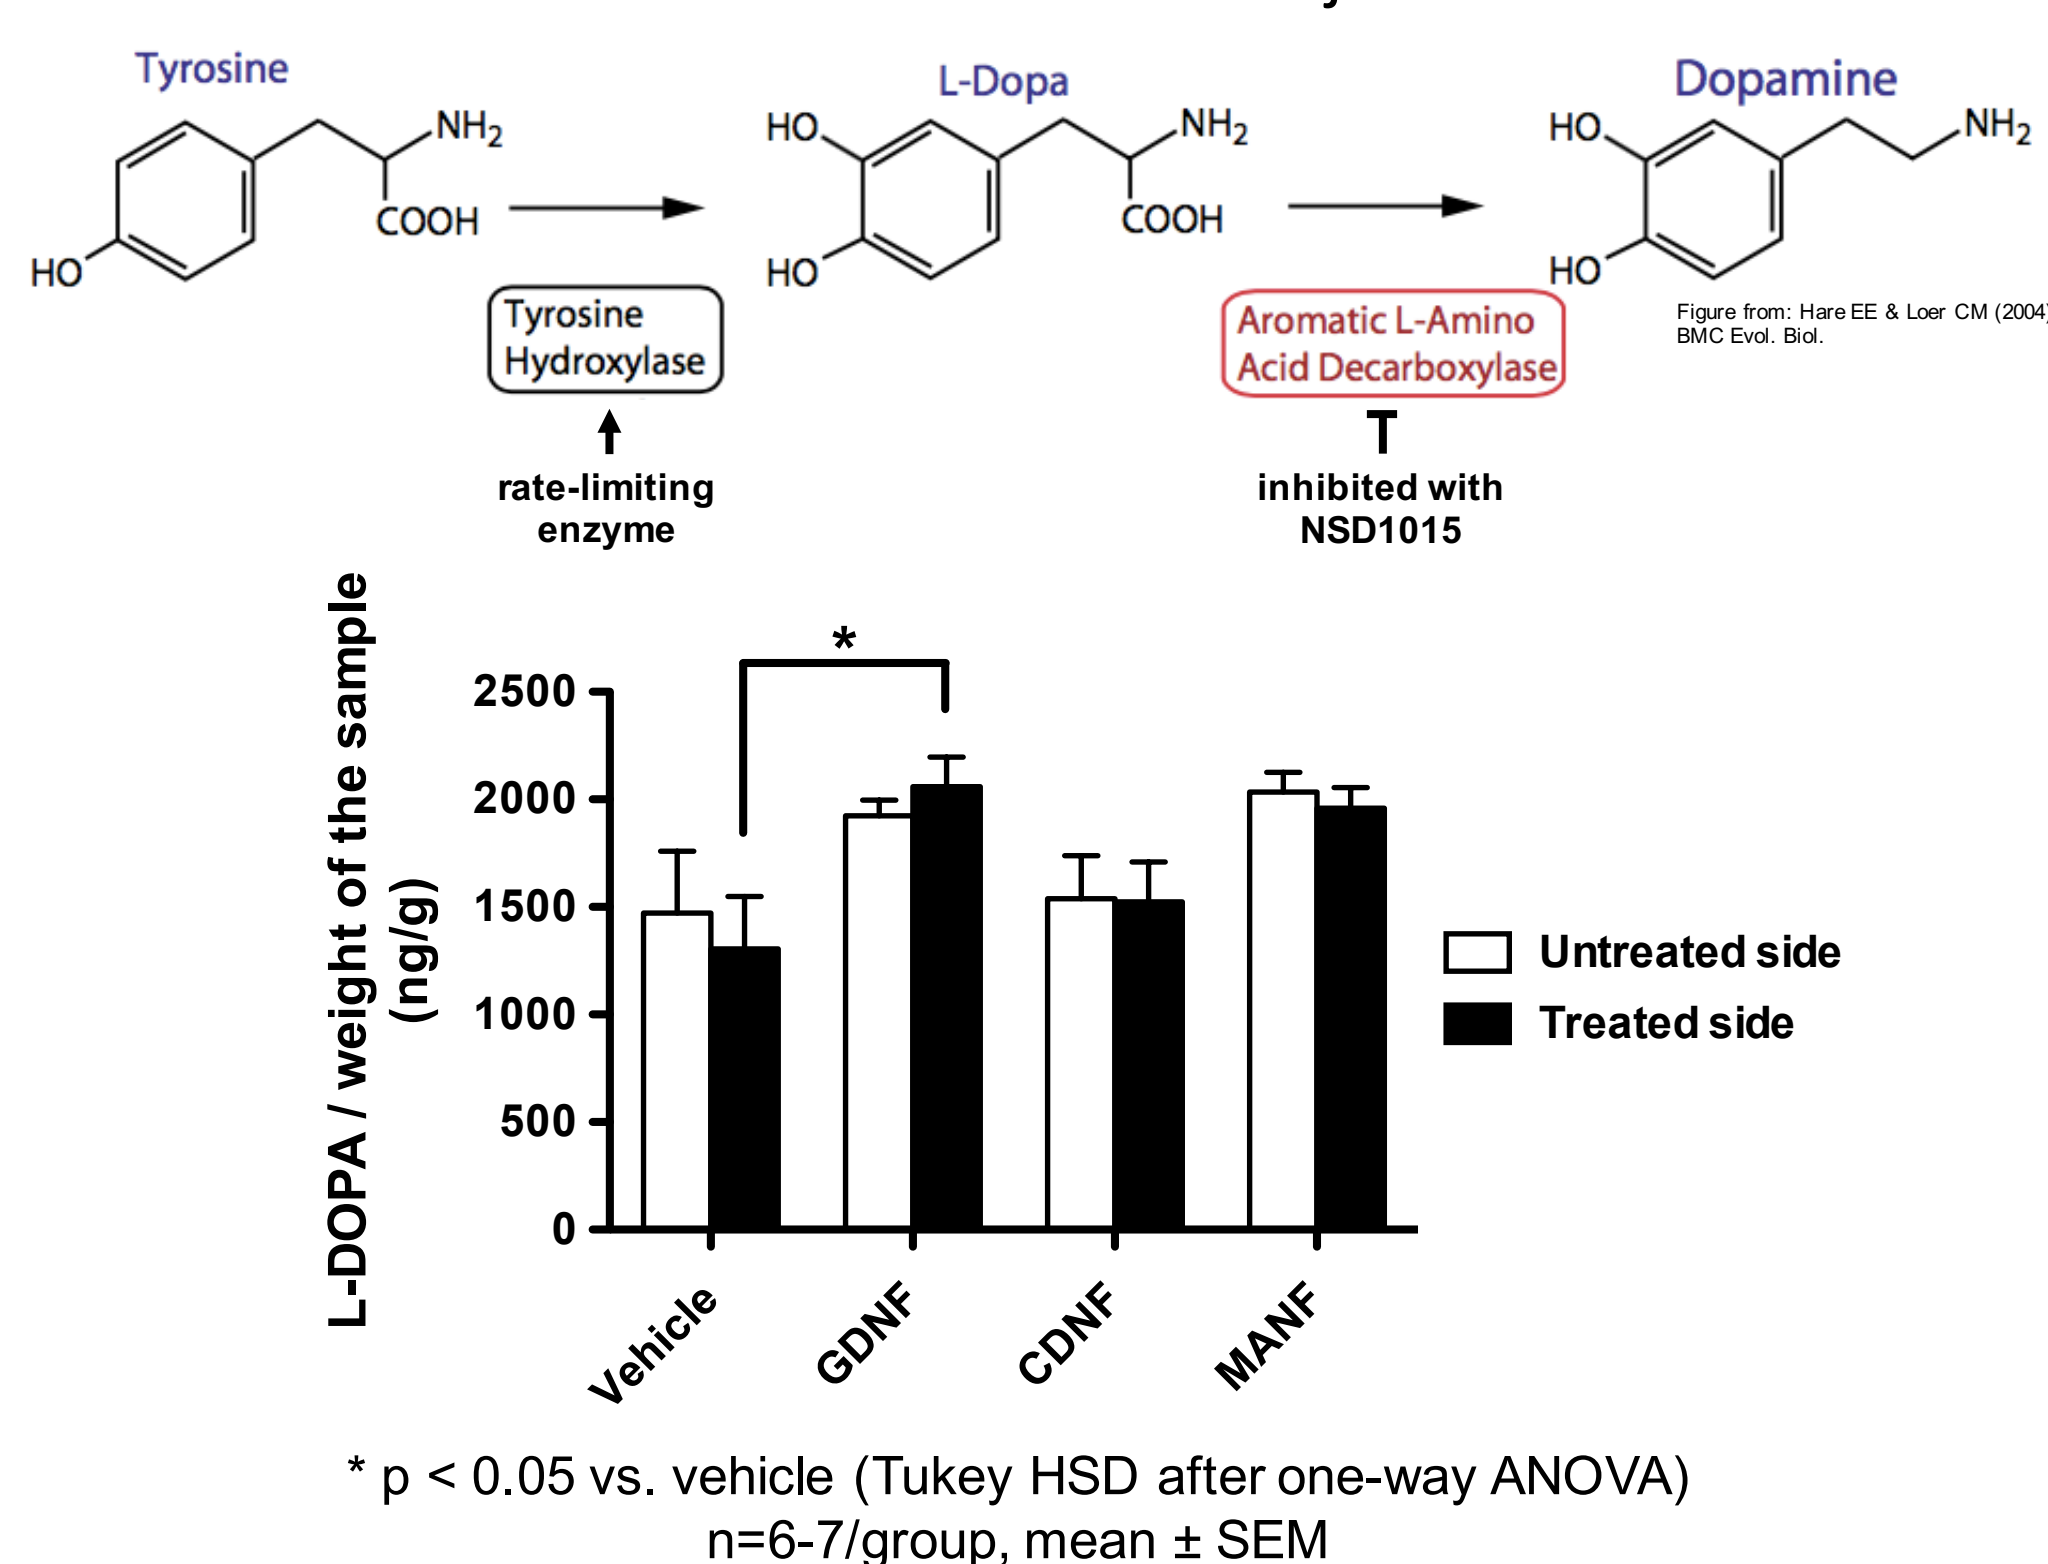 Tyrosine
L-Dopa
Dopamine
HO
NH2
COOH
HO
HO
NH2
COOH
HO
HO
NH2
Tyrosine
Hydroxylase
Aromatic L-Amino
Acid Decarboxylase
Figure from: Hare EE & Loer CM (2004)
BMC Evol. Biol.
rate-limiting
enzyme
inhibited with
NSD1015
L-DOPA / weight of the sample
(ng/g)
*
2500
2000
1500
1000
500
0
Untreated side
Treated side
Vehicle
GDNF
CDNF
MANF
* p < 0.05 vs. vehicle (Tukey HSD after one-way ANOVA)
n=6-7/group, mean ± SEM